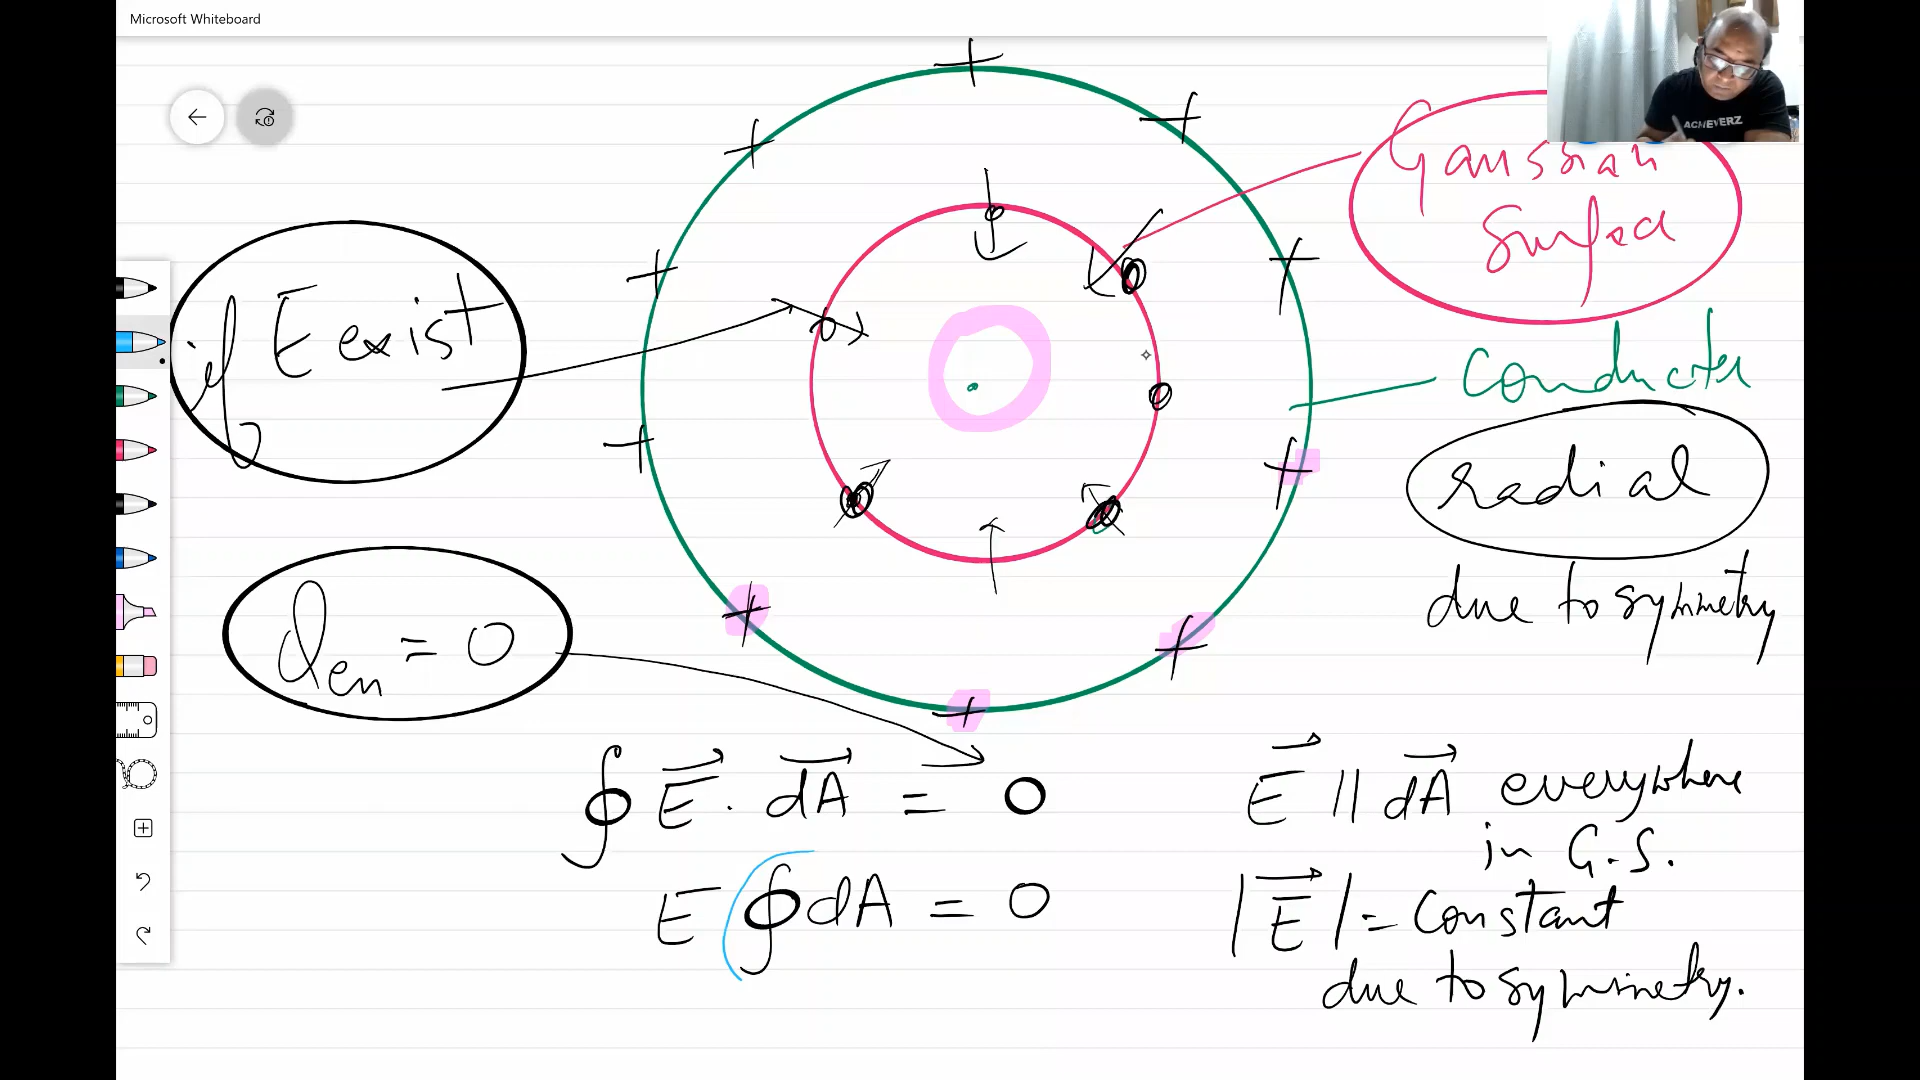 Microsoft Whiteboard
ACHIEVERZ
Gaussian
Surface
if E exist
Conductor
radial
due to symmetry
q_en = 0
∮ E⃗ . dA⃗ = 0
E⃗ || dA⃗ everywhere
in G.S.
E ∮ dA = 0
|E⃗| = Constant
due to symmetry.